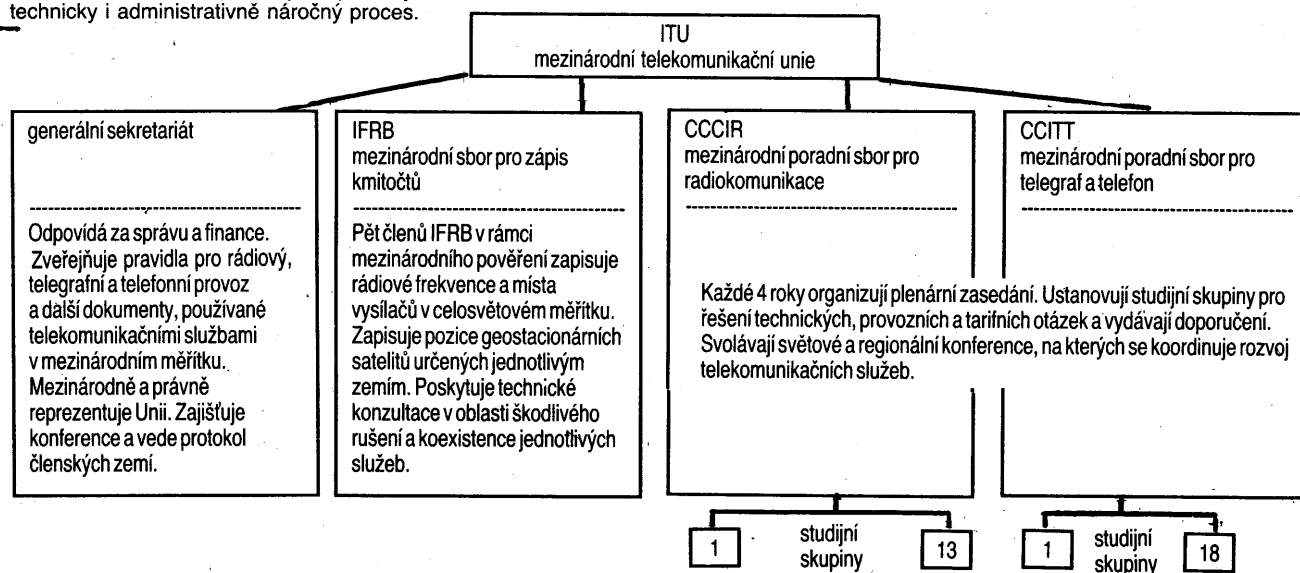 technicky i administrativně náročný proces.
ITU
mezinárodní telekomunikační unie
generální sekretariát
Odpovídá za správu a finance.
Zveřejňuje pravidla pro rádiový,
telegrafní a telefonní provoz
a další dokumenty, používané
telekomunikačními službami
v mezinárodním měřítku.
Mezinárodně a právně
reprezentuje Unii. Zajišťuje
konference a vede protokol
členských zemí.
IFRB
mezinárodní sbor pro zápis
kmitočtů
Pět členů IFRB v rámci
mezinárodního pověření zapisuje
rádiové frekvence a místa
vysílačů v celosvětovém měřítku.
Zapisuje pozice geostacionárních
satelitů určených jednotlivým
zemím. Poskytuje technické
konzultace v oblasti škodlivého
rušení a koexistence jednotlivých
služeb.
CCCIR
mezinárodní poradní sbor pro
radiokomunikace
CCITT
mezinárodní poradní sbor pro
telegraf a telefon
Každé 4 roky organizují plenární zasedání. Ustanovují studijní skupiny pro
řešení technických, provozních a tarifních otázek a vydávají doporučení.
Svolávají světové a regionální konference, na kterých se koordinuje rozvoj
telekomunikačních služeb.
1
studijní
skupiny
13
1
studijní
skupiny
18